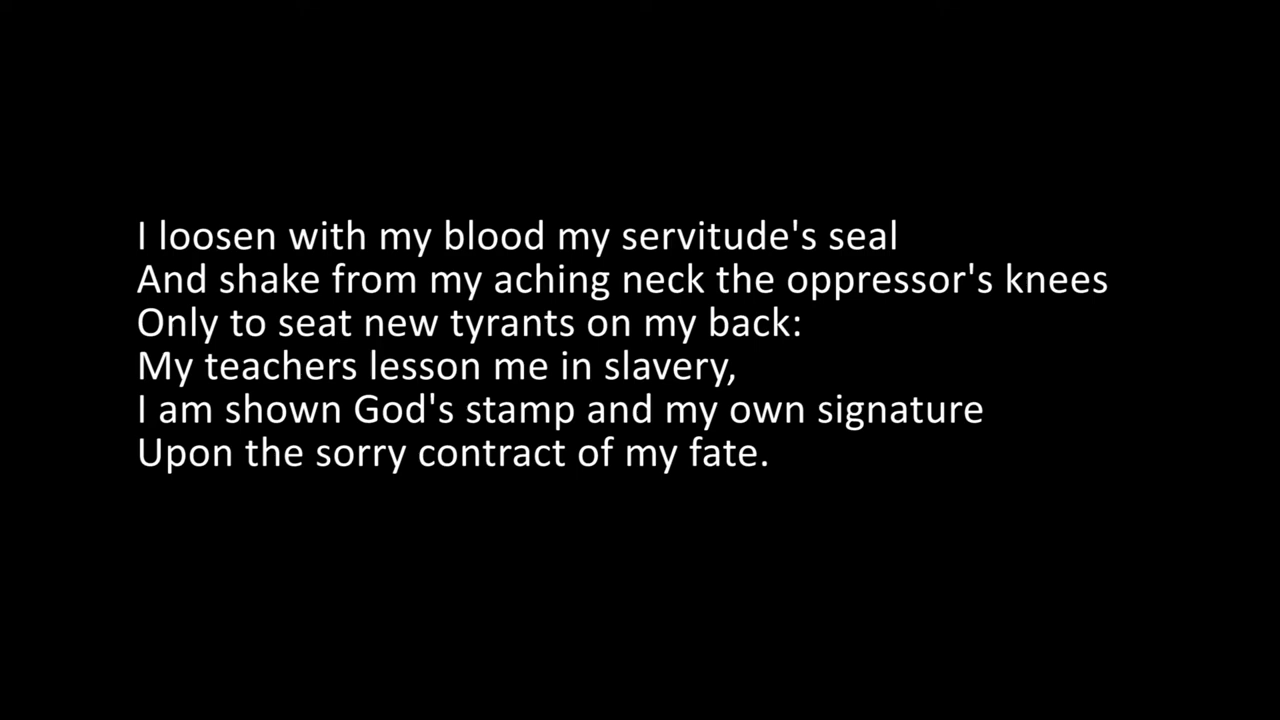 I loosen with my blood my servitude's seal
And shake from my aching neck the oppressor's knees
Only to seat new tyrants on my back:
My teachers lesson me in slavery,
I am shown God's stamp and my own signature
Upon the sorry contract of my fate.